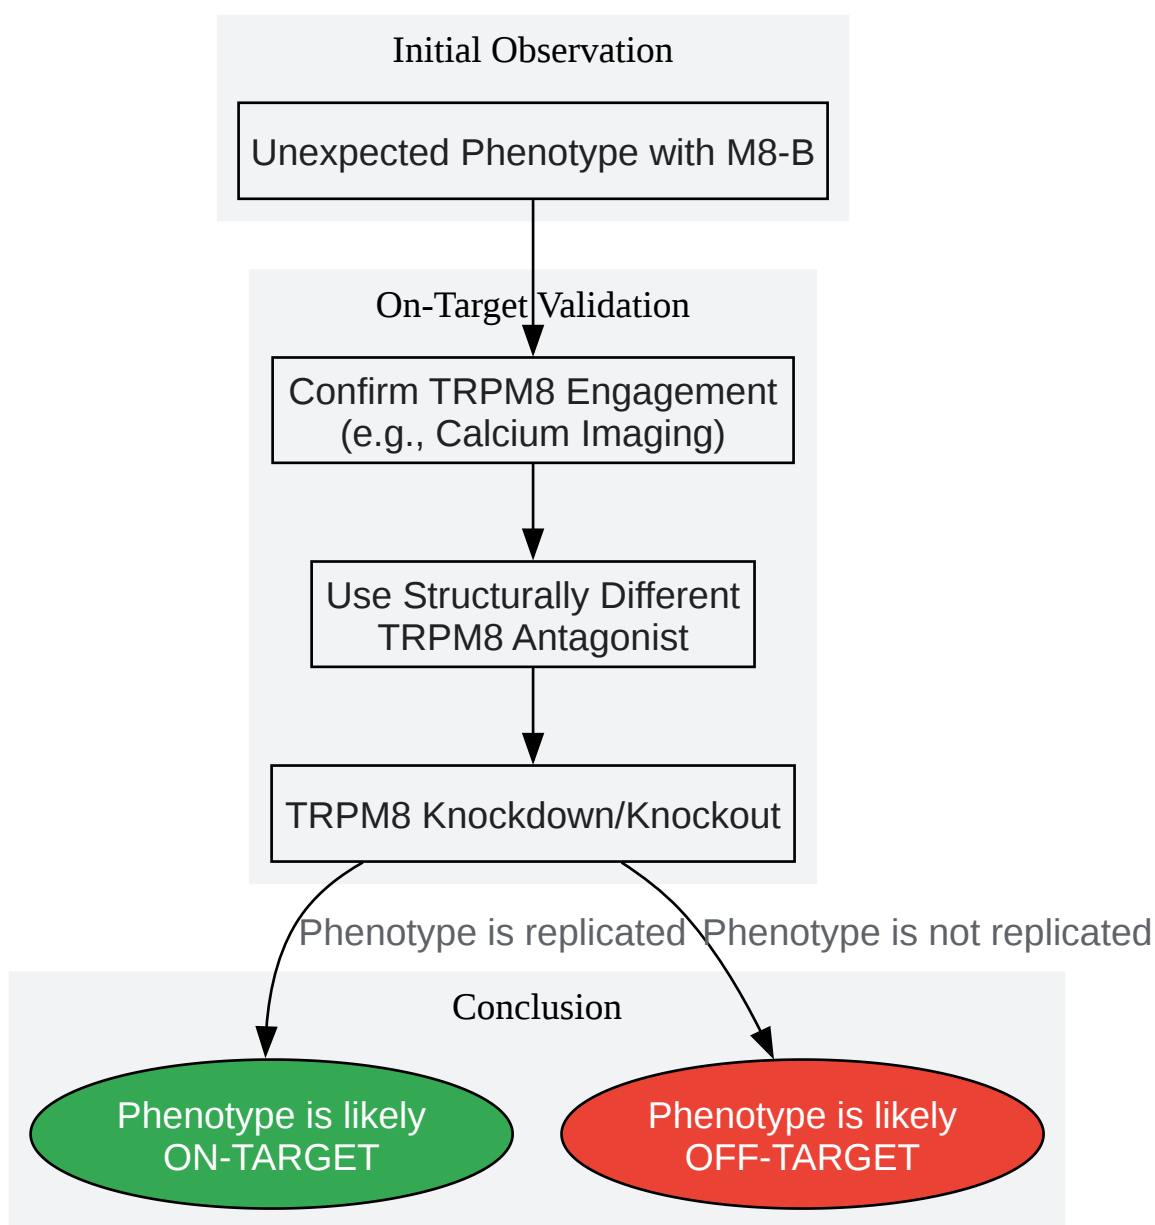 Initial Observation
Unexpected Phenotype with M8-B
On-Target Validation
Confirm TRPM8 Engagement
(e.g., Calcium Imaging)
Use Structurally Different
TRPM8 Antagonist
TRPM8 Knockdown/Knockout
Phenotype is replicated
Phenotype is not replicated
Conclusion
Phenotype is likely
ON-TARGET
Phenotype is likely
OFF-TARGET